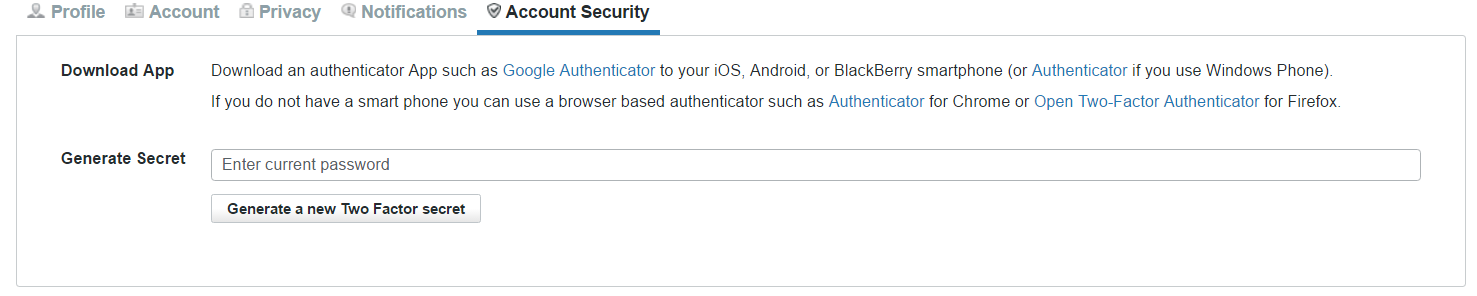 Profile Account Privacy Notifications Account Security
Download App Download an authenticator App such as Google Authenticator to your iOS, Android, or BlackBerry smartphone (or Authenticator if you use Windows Phone).
If you do not have a smart phone you can use a browser based authenticator such as Authenticator for Chrome or Open Two-Factor Authenticator for Firefox.
Generate Secret Enter current password
Generate a new Two Factor secret